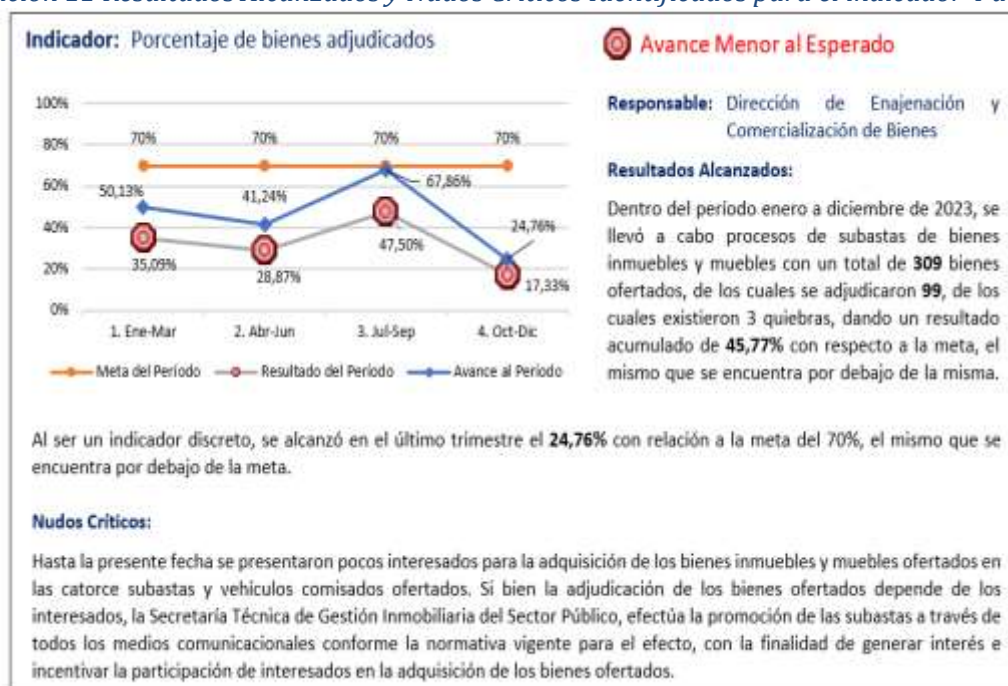 Indicador: Porcentaje de bienes adjudicados
Avance Menor al Esperado
100%
80%
60%
40%
20%
0%
70%
70%
70%
70%
50,13%
41,24%
67,86%
24,76%
35,09%
28,87%
47,50%
17,33%
1. Ene-Mar
2. Abr-Jun
3. Jul-Sep
4. Oct-Dic
Meta del Período
Resultado del Período
Avance al Período
Responsable: Dirección de Enajenación y
Comercialización de Bienes
Resultados Alcanzados:
Dentro del período enero a diciembre de 2023, se
llevó a cabo procesos de subastas de bienes
inmuebles y muebles con un total de 309 bienes
ofertados, de los cuales se adjudicaron 99, de los
cuales existieron 3 quiebras, dando un resultado
acumulado de 45,77% con respecto a la meta, el
mismo que se encuentra por debajo de la misma.
Al ser un indicador discreto, se alcanzó en el último trimestre el 24,76% con relación a la meta del 70%, el mismo que se
encuentra por debajo de la meta.
Nudos Críticos:
Hasta la presente fecha se presentaron pocos interesados para la adquisición de los bienes inmuebles y muebles ofertados en
las catorce subastas y vehículos comisados ofertados. Si bien la adjudicación de los bienes ofertados depende de los
interesados, la Secretaría Técnica de Gestión Inmobiliaria del Sector Público, efectúa la promoción de las subastas a través de
todos los medios comunicacionales conforme la normativa vigente para el efecto, con la finalidad de generar interés e
incentivar la participación de interesados en la adquisición de los bienes ofertados.